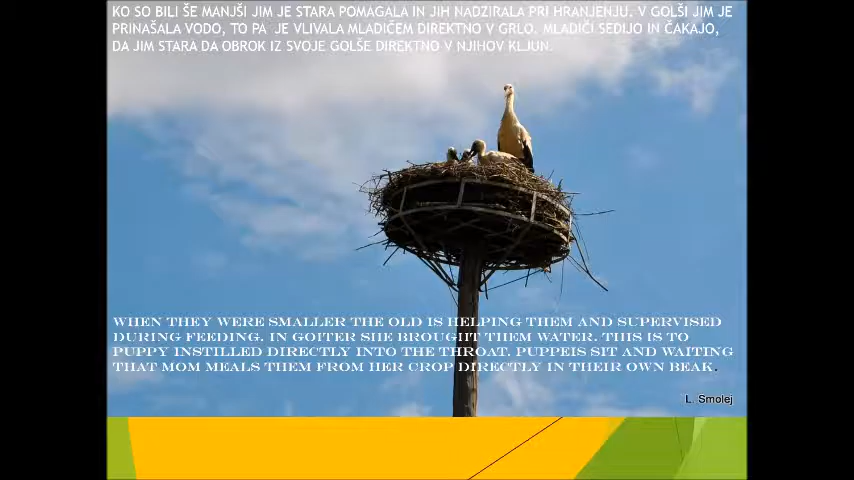 KO SO BILI ŠE MANJŠI JIM JE STARA POMAGALA IN JIH NADZIRALA PRI HRANJENJU. V GOLŠI JIM JE
PRINAŠALA VODO, TO PA JE VLIVALA MLADIČEM DIREKTNO V GRLO. MLADIČI SEDIJO IN ČAKAJO,
DA JIM STARA DA OBROK IZ SVOJE GOLŠE DIREKTNO V NJIHOV KLJUN.
WHEN THEY WERE SMALLER THE OLD IS HELPING THEM AND SUPERVISED
DURING FEEDING. IN GOITER SHE BROUGHT THEM WATER. THIS IS TO
PUPPY INSTILLED DIRECTLY INTO THE THROAT. PUPPEIS SIT AND WAITING
THAT MOM MEALS THEM FROM HER CROP DIRECTLY IN THEIR OWN BEAK.
L. Smolej